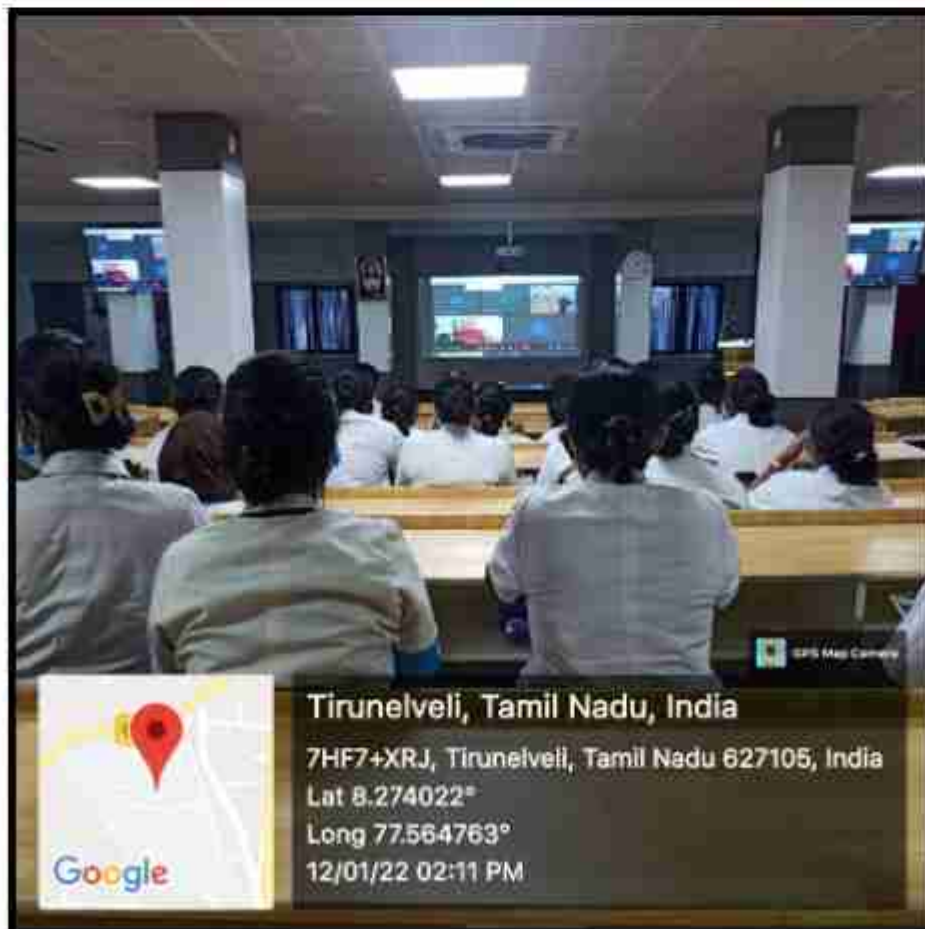 GPS Map Camera
Tirunelveli, Tamil Nadu, India
7HF7+XRJ, Tirunelveli, Tamil Nadu 627105, India
Lat 8.274022°
Long 77.564763°
12/01/22 02:11 PM
Google